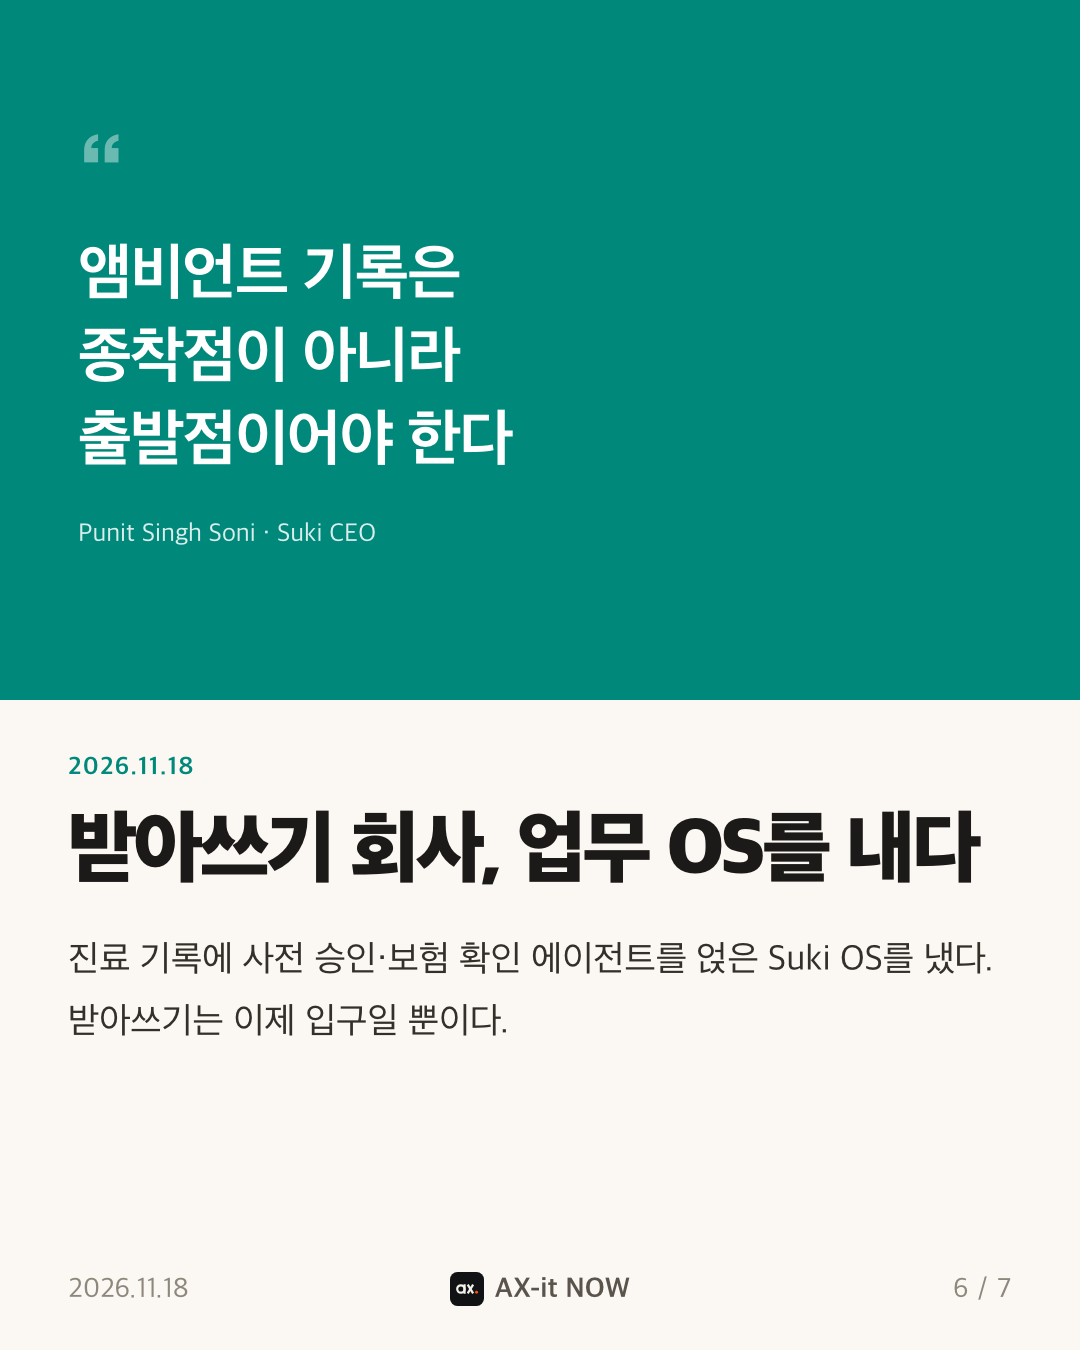 “
앰비언트 기록은
종착점이 아니라
출발점이어야 한다
Punit Singh Soni · Suki CEO
2026.11.18
받아쓰기 회사, 업무 OS를 내다
진료 기록에 사전 승인·보험 확인 에이전트를 얹은 Suki OS를 냈다.
받아쓰기는 이제 입구일 뿐이다.
2026.11.18
ax. AX-it NOW
6 / 7